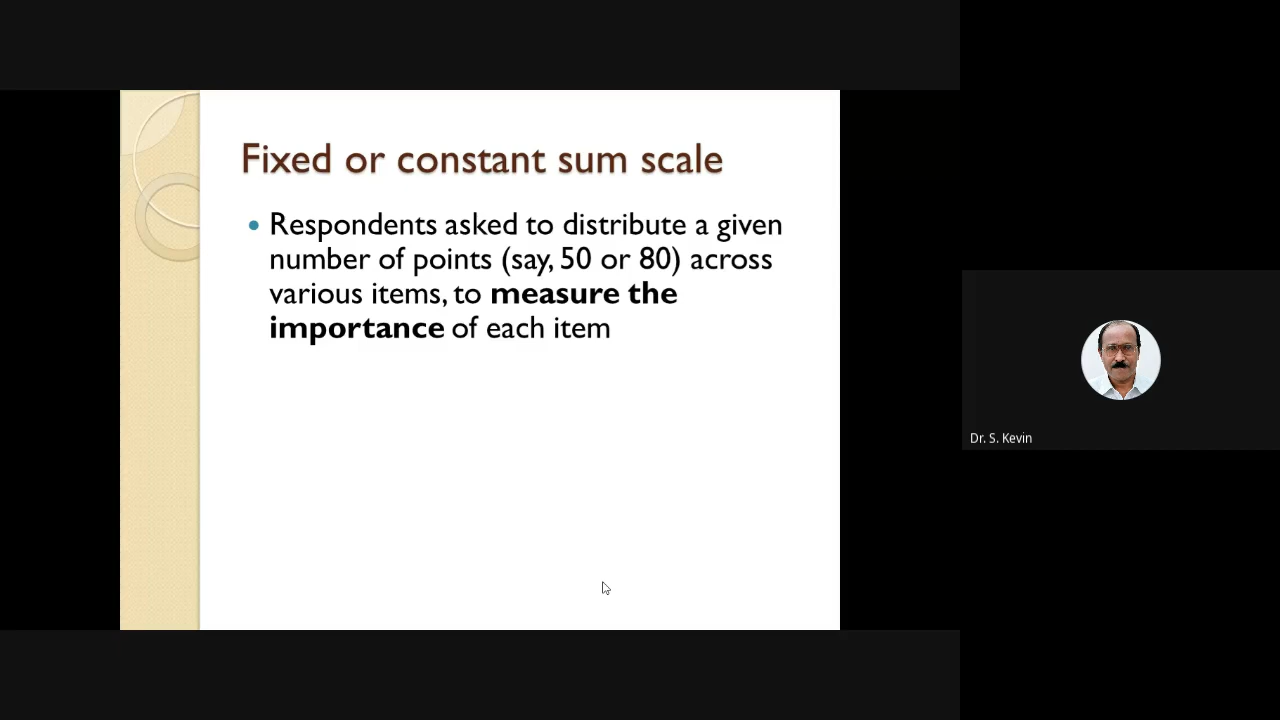 Fixed or constant sum scale
• Respondents asked to distribute a given
number of points (say, 50 or 80) across
various items, to measure the
importance of each item
Dr. S. Kevin